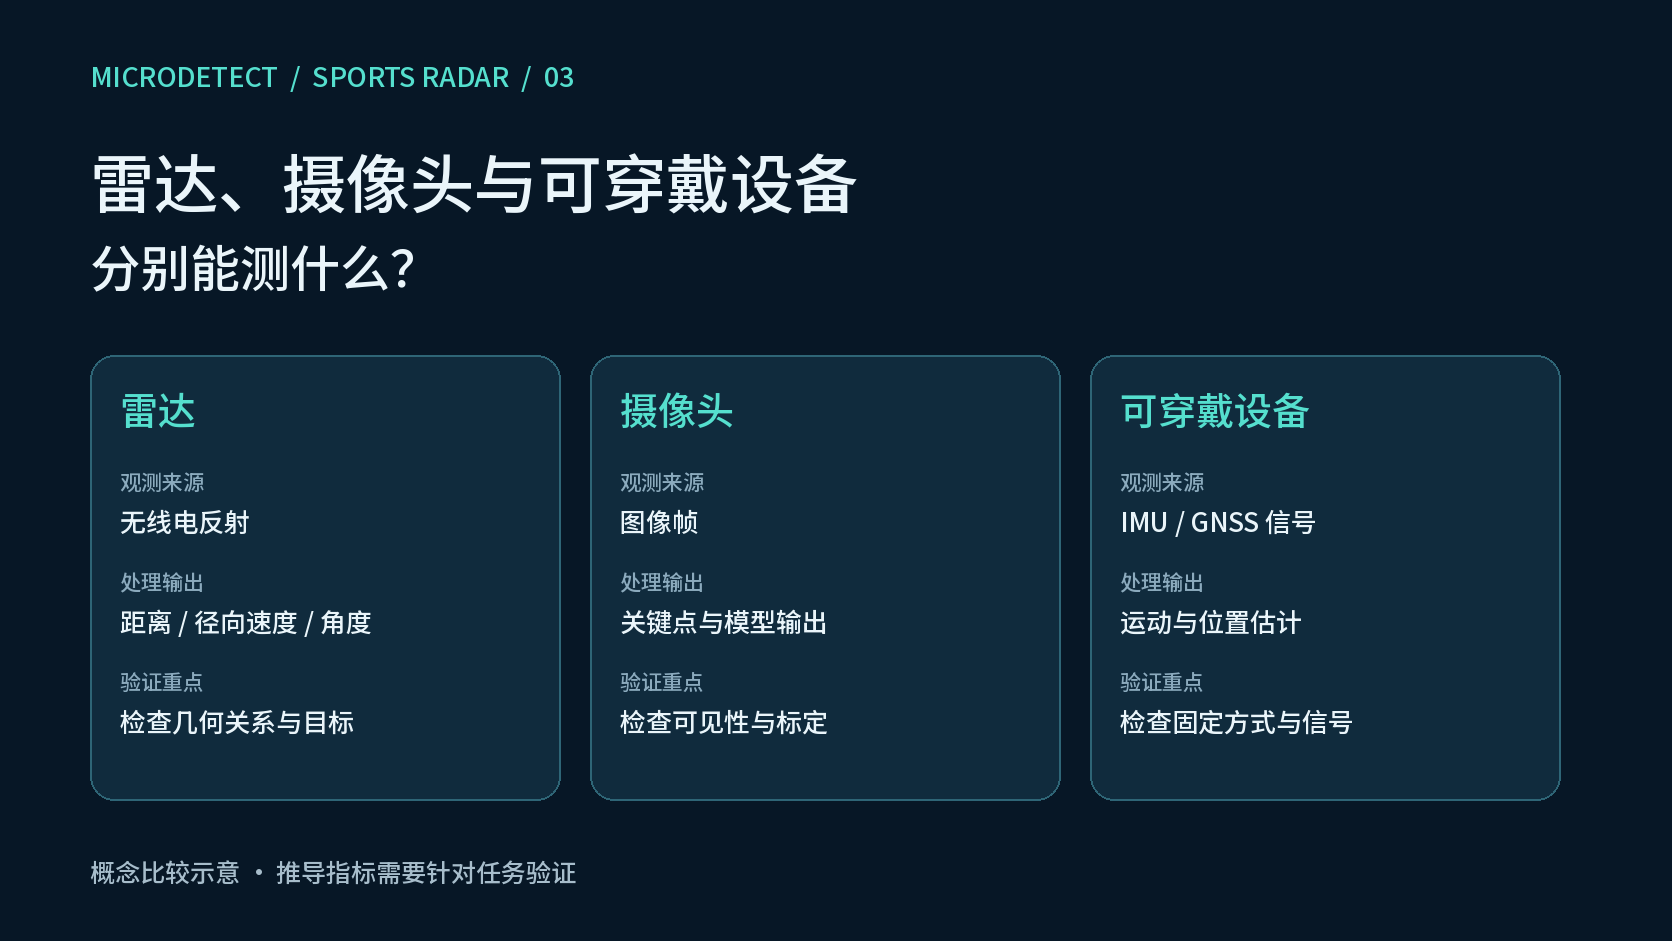 MICRODETECT / SPORTS RADAR / 03
雷达、摄像头与可穿戴设备
分别能测什么？
雷达
观测来源
无线电反射
处理输出
距离 / 径向速度 / 角度
验证重点
检查几何关系与目标
摄像头
观测来源
图像帧
处理输出
关键点与模型输出
验证重点
检查可见性与标定
可穿戴设备
观测来源
IMU / GNSS 信号
处理输出
运动与位置估计
验证重点
检查固定方式与信号
概念比较示意 · 推导指标需要针对任务验证